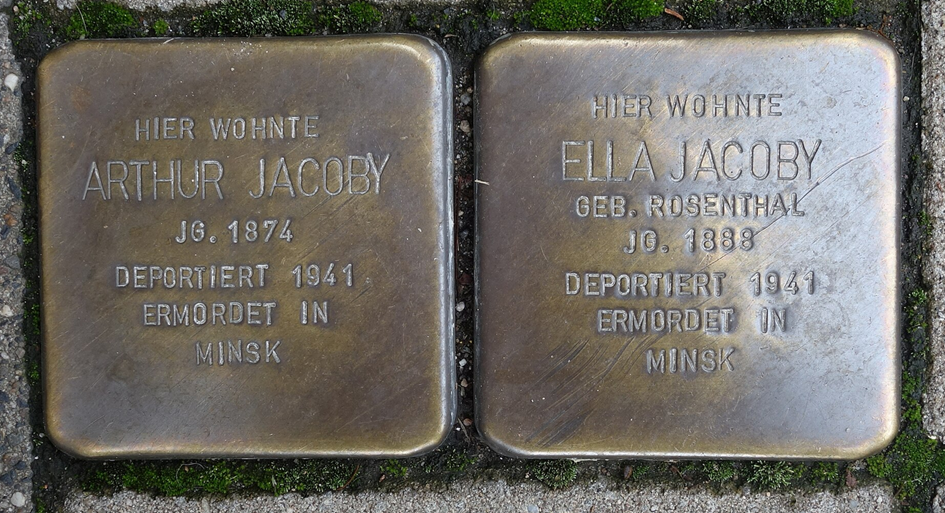 HIER WOHNTE
ARTHUR JACOBY
JG. 1874
DEPORTIERT 1941
ERMORDET IN
MINSK
HIER WOHNTE
ELLA JACOBY
GEB. ROSENTHAL
JG. 1888
DEPORTIERT 1941
ERMORDET IN
MINSK